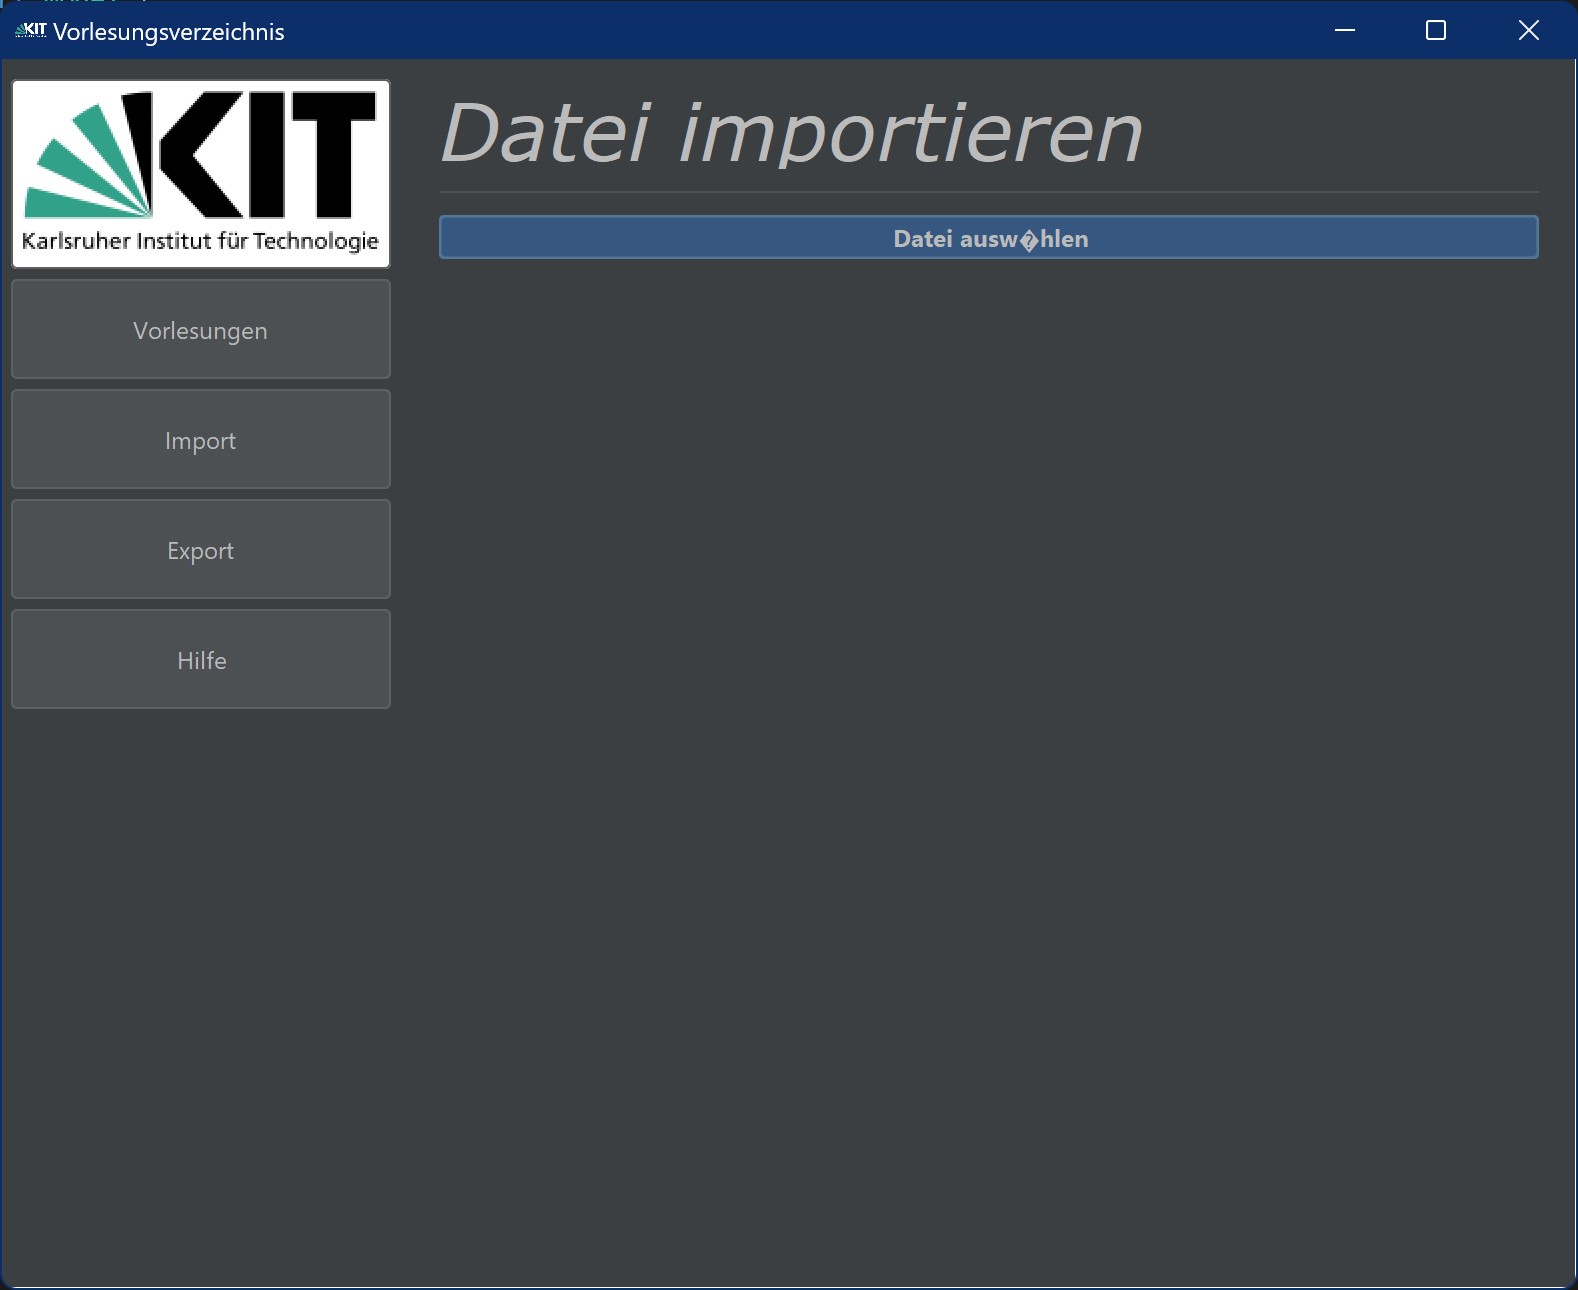 KIT Vorlesungsverzeichnis
KIT
Karlsruher Institut für Technologie
Vorlesungen
Import
Export
Hilfe
Datei importieren
Datei ausw�hlen